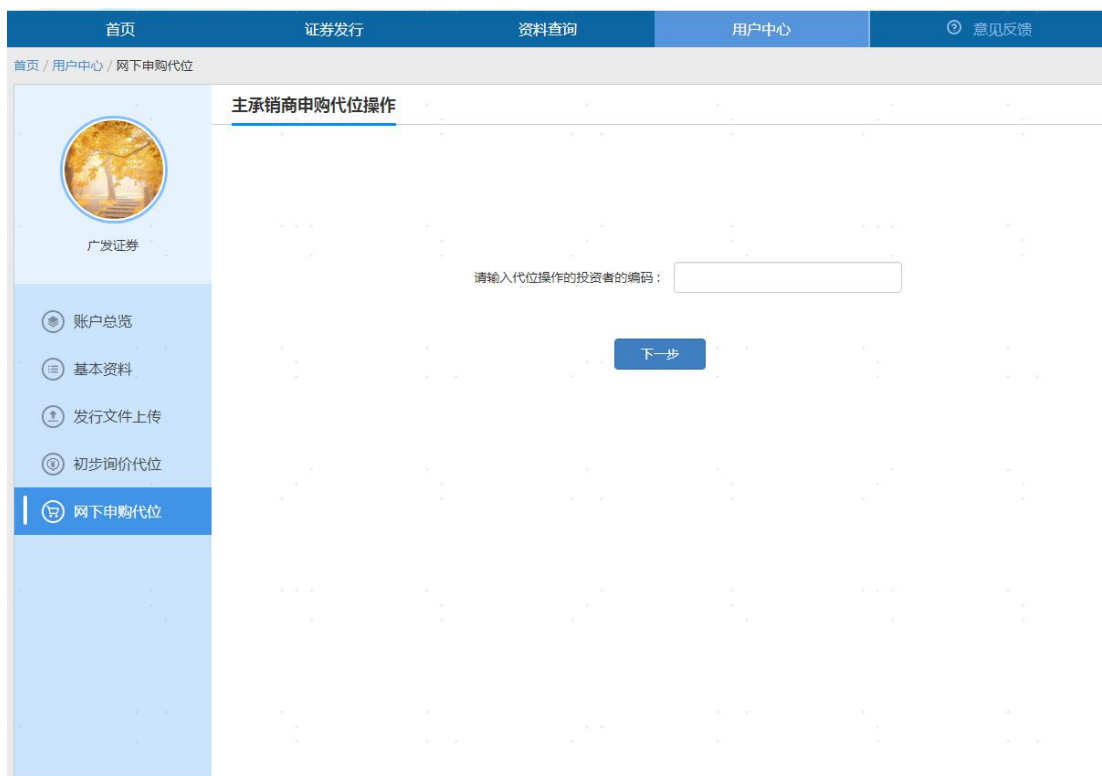 首页 证券发行 资料查询 用户中心 意见反馈
首页 / 用户中心 / 网下申购代位
主承销商申购代位操作
广发证券
请输入代位操作的投资者的编码：
下一步
账户总览
基本资料
发行文件上传
初步询价代位
网下申购代位